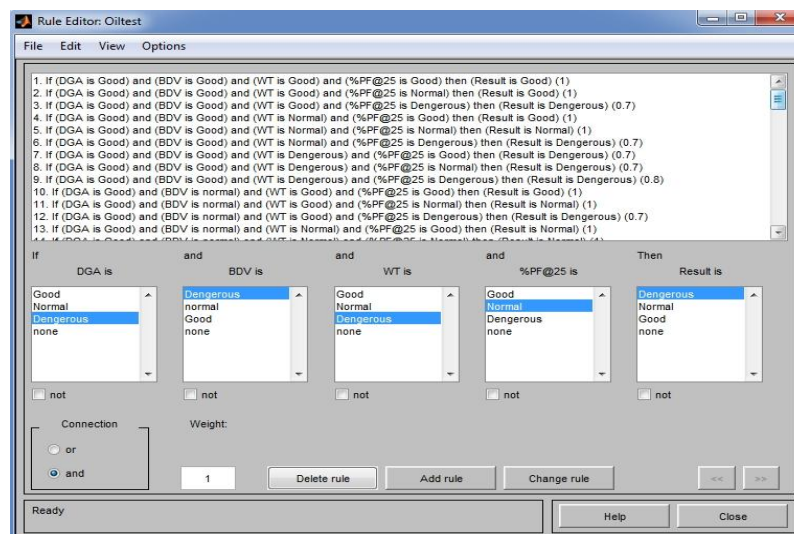 Rule Editor: Oiltest
File Edit View Options
1. If (DGA is Good) and (BDV is Good) and (WT is Good) and (%PF@25 is Good) then (Result is Good) (1)
2. If (DGA is Good) and (BDV is Good) and (WT is Good) and (%PF@25 is Normal) then (Result is Good) (1)
3. If (DGA is Good) and (BDV is Good) and (WT is Good) and (%PF@25 is Dangerous) then (Result is Dangerous) (0.7)
4. If (DGA is Good) and (BDV is Good) and (WT is Normal) and (%PF@25 is Good) then (Result is Good) (1)
5. If (DGA is Good) and (BDV is Good) and (WT is Normal) and (%PF@25 is Normal) then (Result is Normal) (1)
6. If (DGA is Good) and (BDV is Good) and (WT is Normal) and (%PF@25 is Dengerous) then (Result is Dengerous) (0.7)
7. If (DGA is Good) and (BDV is Good) and (WT is Dengerous) and (%PF@25 is Good) then (Result is Dengerous) (0.7)
8. If (DGA is Good) and (BDV is Good) and (WT is Dengerous) and (%PF@25 is Normal) then (Result is Dengerous) (0.7)
9. If (DGA is Good) and (BDV is Good) and (WT is Dengerous) and (%PF@25 is Dengerous) then (Result is Dengerous) (0.8)
10. If (DGA is Good) and (BDV is normal) and (WT is Good) and (%PF@25 is Good) then (Result is Good) (1)
11. If (DGA is Good) and (BDV is normal) and (WT is Good) and (%PF@25 is Normal) then (Result is Normal) (1)
12. If (DGA is Good) and (BDV is normal) and (WT is Good) and (%PF@25 is Dengerous) then (Result is Dengerous) (0.7)
13. If (DGA is Good) and (BDV is normal) and (WT is Normal) and (%PF@25 is Good) then (Result is Normal) (1)
If and and and Then
DGA is BDV is WT is %PF@25 is Result is
Good Dengerous Good Good Dengerous
Normal normal Normal Normal Normal
Dengerous Good Dengerous Dengerous Good
none none none none none
not not not not not
Connection Weight:
or
and 1 Delete rule Add rule Change rule << >>
Ready Help Close